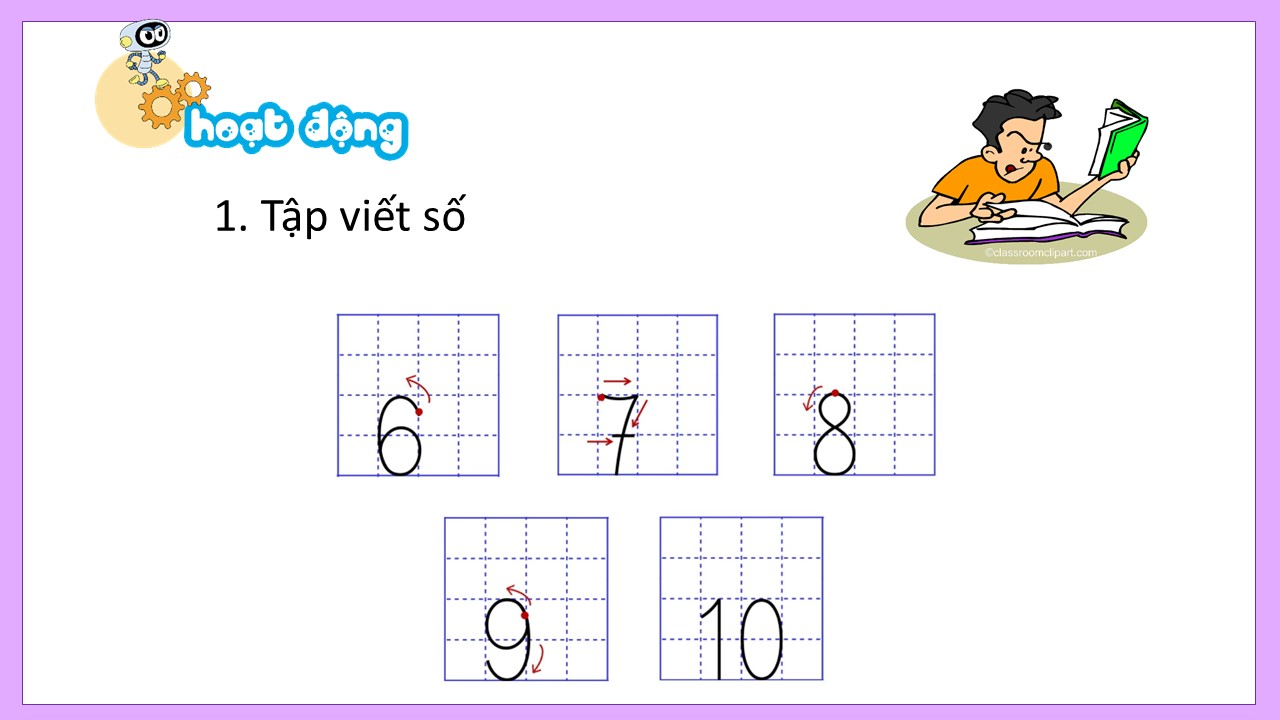 hoạt động
1. Tập viết số
©classroomclipart.com
6 7 8
9 10